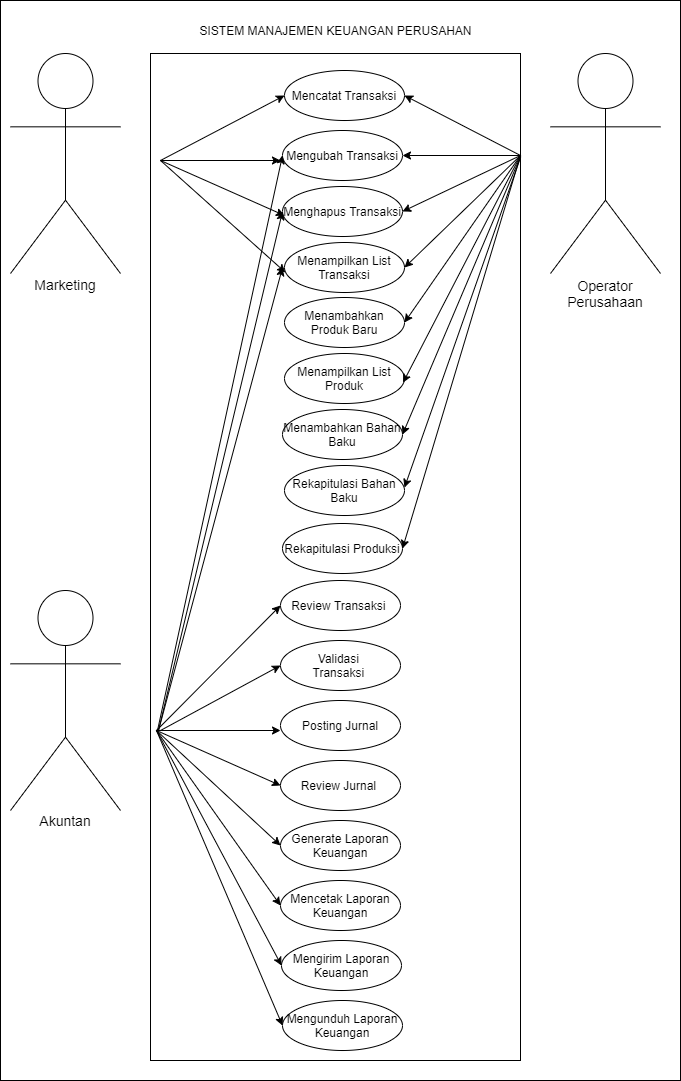 SISTEM MANAJEMEN KEUANGAN PERUSAHAN
Mencatat Transaksi
Mengubah Transaksi
Menghapus Transaksi
Menampilkan List
Transaksi
Marketing
Operator
Perusahaan
Menambahkan
Produk Baru
Menampilkan List
Produk
Menambahkan Bahan
Baku
Rekapitulasi Bahan
Baku
Rekapitulasi Produksi
Review Transaksi
Validasi
Transaksi
Posting Jurnal
Review Jurnal
Akuntan
Generate Laporan
Keuangan
Mencetak Laporan
Keuangan
Mengirim Laporan
Keuangan
Mengunduh Laporan
Keuangan